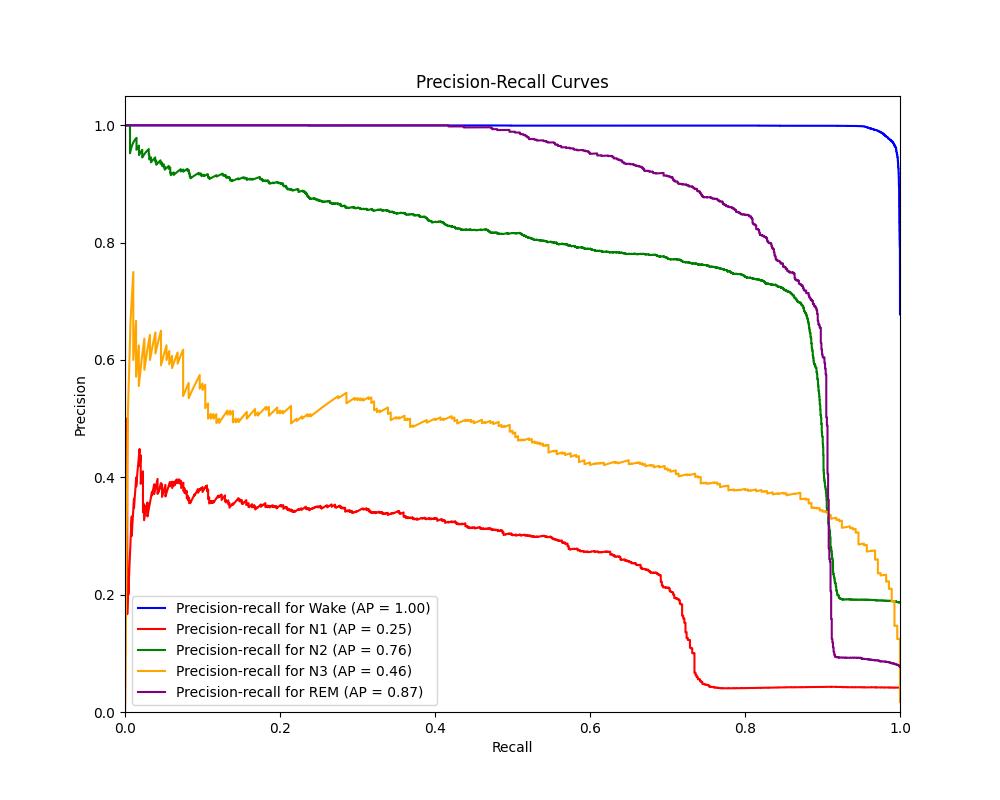 Precision-Recall Curves
1.0
0.8
0.6
0.4
0.2
0.0
Precision
Precision-recall for Wake (AP = 1.00)
Precision-recall for N1 (AP = 0.25)
Precision-recall for N2 (AP = 0.76)
Precision-recall for N3 (AP = 0.46)
Precision-recall for REM (AP = 0.87)
0.0 0.2 0.4 0.6 0.8 1.0
Recall